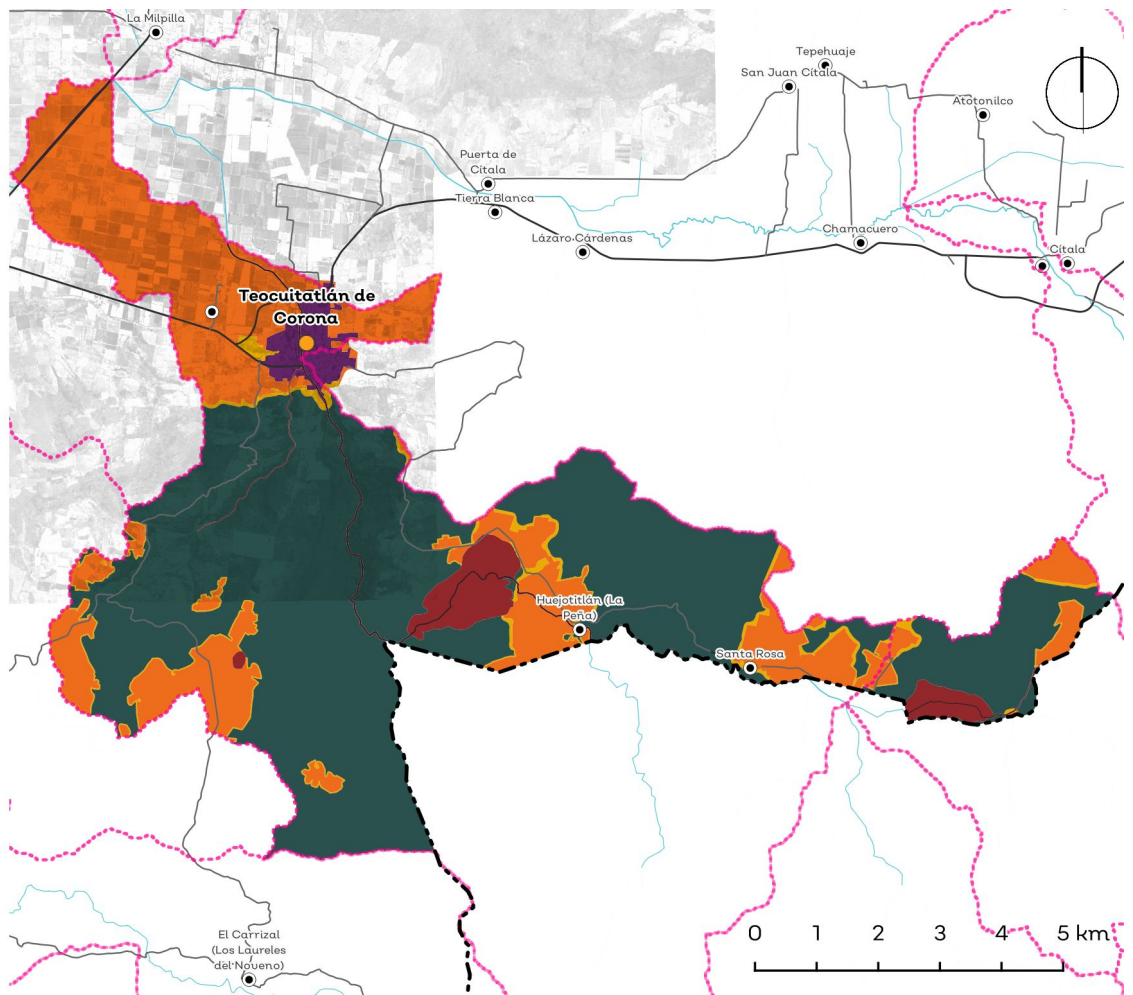 La Milpilla
Tepehuaje
San Juan Citala
Atotonilco
Puerta de
Citala
Tierra Blanca
Chamacuero
Lázaro Cárdenas
Citala
Teocuitatlán de
Corona
Huejotitlán (La
Peña)
Santa Rosa
El Carrizal
(Los Laureles
del Noveno)
0 1 2 3 4 5 km